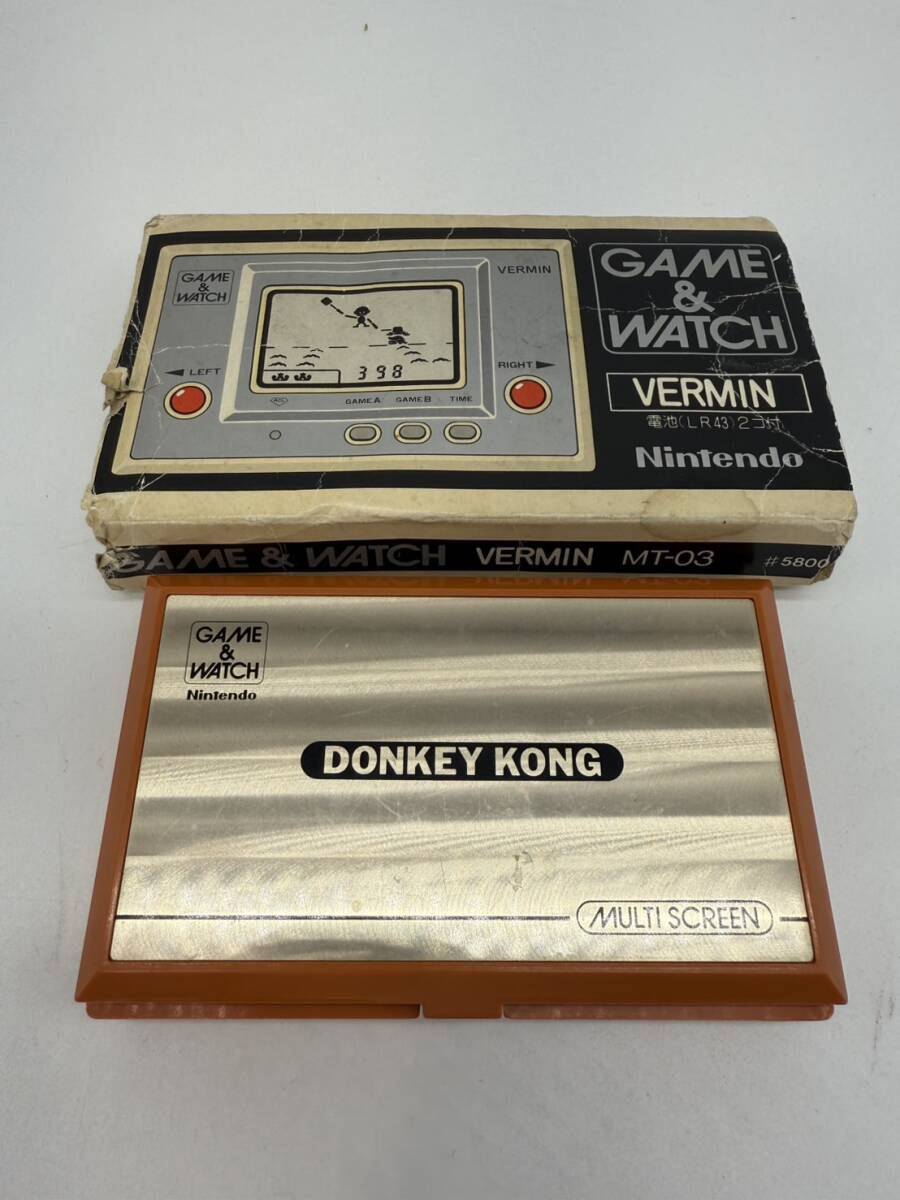 GAME
&
WATCH
VERMIN
LEFT
RIGHT
398
ACL
GAME A GAME B TIME
GAME
&
WATCH
VERMIN
電池(LR43)2コ付
Nintendo
GAME & WATCH VERMIN MT-03 #5800
GAME
&
WATCH
Nintendo
DONKEY KONG
MULTI SCREEN